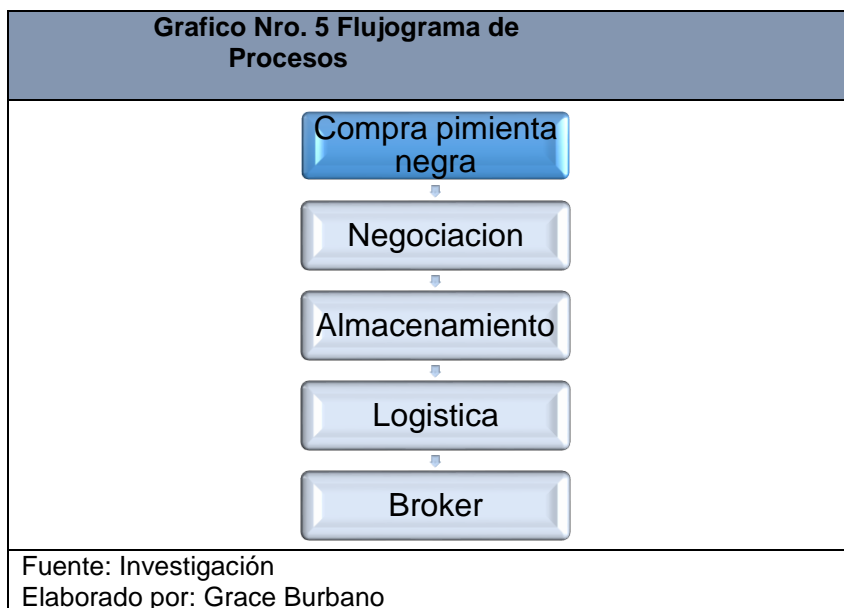 Grafico Nro. 5 Flujograma de
Procesos
Compra pimienta
negra
Negociacion
Almacenamiento
Logistica
Broker
Fuente: Investigación
Elaborado por: Grace Burbano